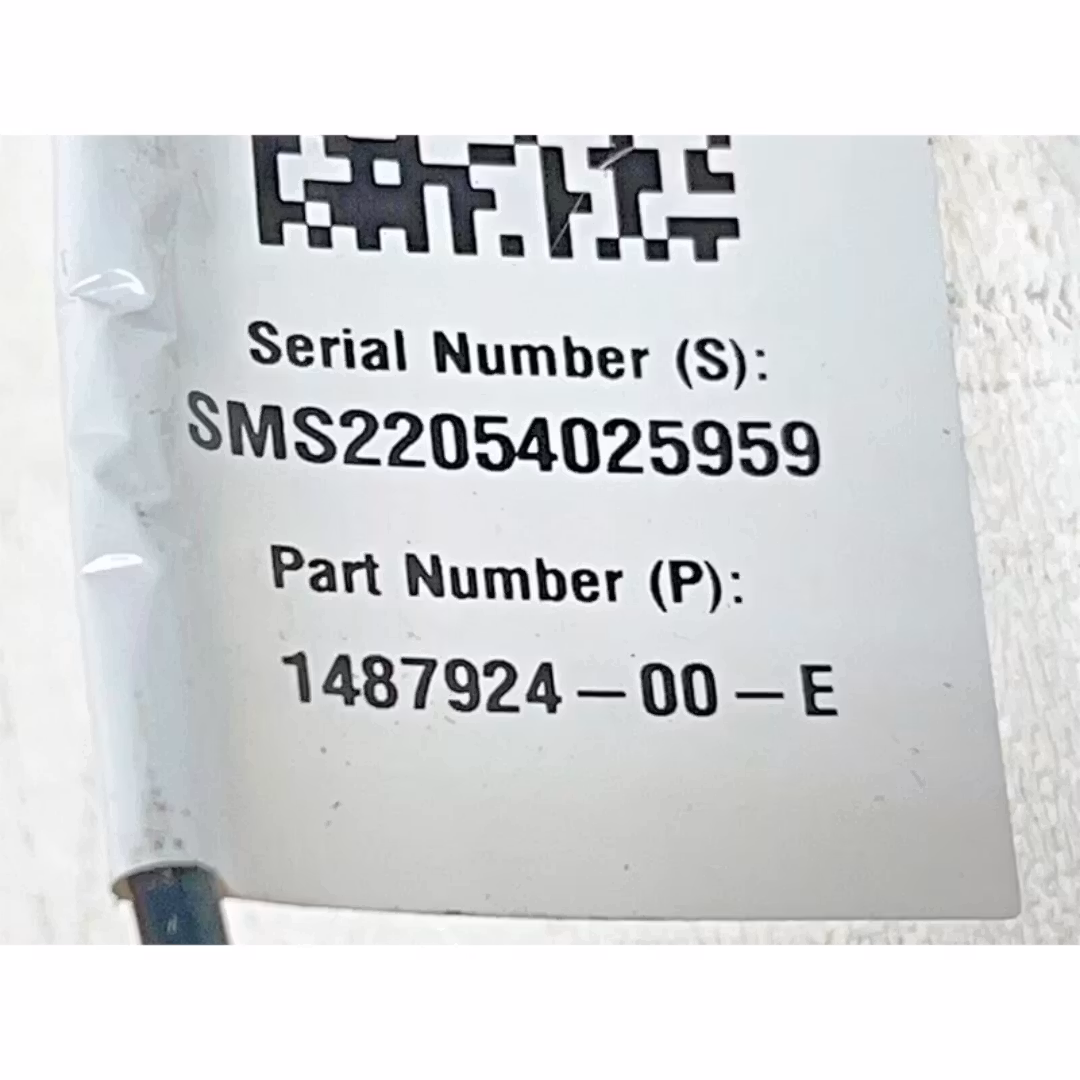 Serial Number (S):
SMS22054025959
Part Number (P):
1487924-00-E